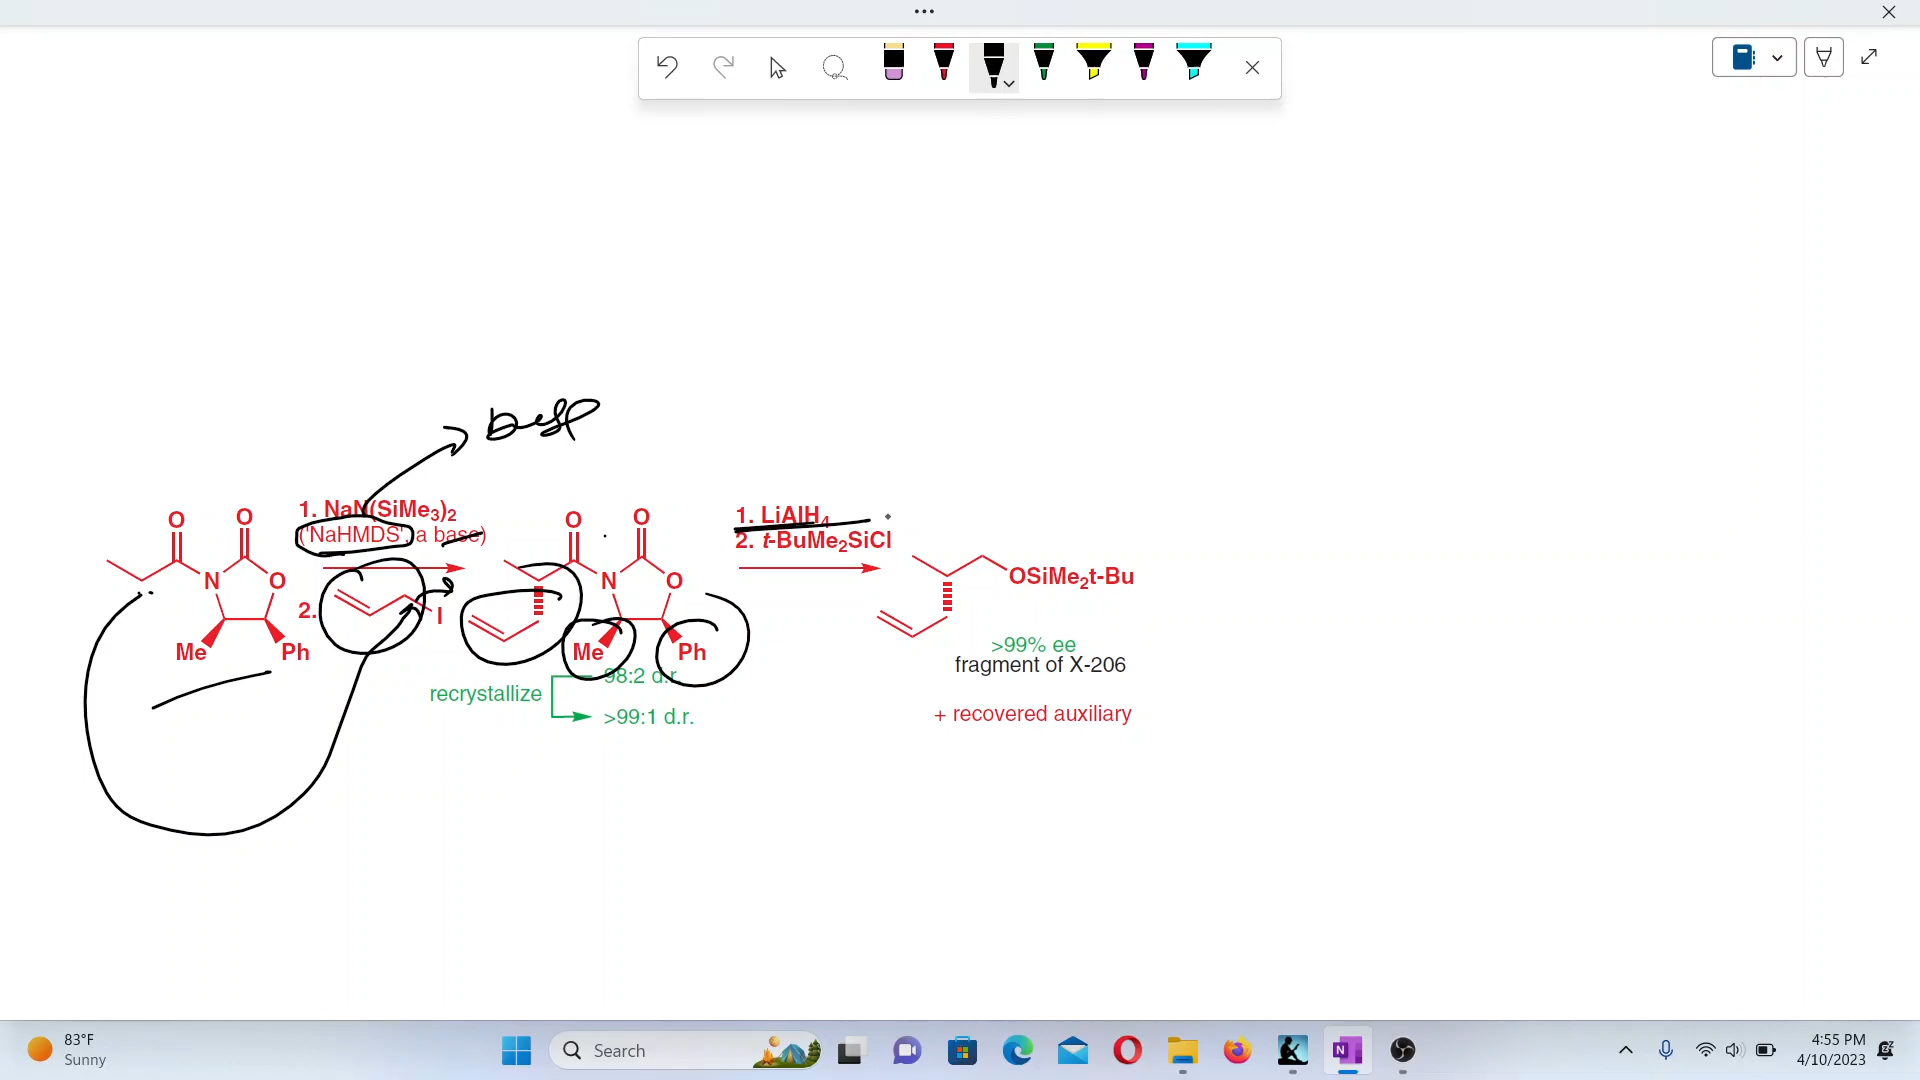 base
1. NaN(SiMe3)2
('NaHMDS', a base)
2.
I
O O
N O
Me Ph
O O
N O
Me Ph
98:2 d.r.
recrystallize
>99:1 d.r.
1. LiAlH4
2. t-BuMe2SiCl
OSiMe2t-Bu
>99% ee
fragment of X-206
+ recovered auxiliary
83°F
Sunny
Search
N
4:55 PM
4/10/2023